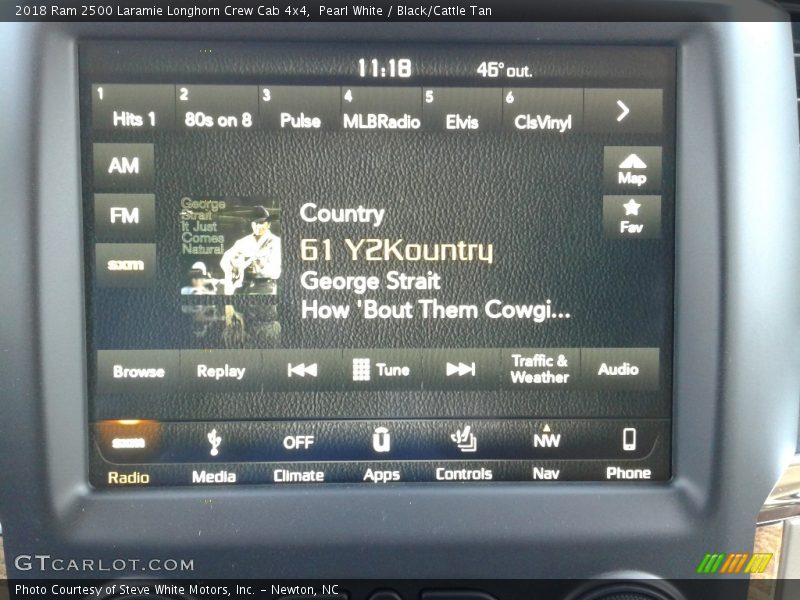 2018 Ram 2500 Laramie Longhorn Crew Cab 4x4, Pearl White / Black/Cattle Tan
11:18 46° out.
1 2 3 4 5 6
Hits 1 80s on 8 Pulse MLBRadio Elvis ClsVinyl
AM
Map
FM
Fav
sxm
George
Strait
It Just
Comes
Natural
Country
61 Y2Kountry
George Strait
How 'Bout Them Cowgi...
Browse Replay Tune Traffic & Weather Audio
sxm OFF NW
Radio Media Climate Apps Controls Nav Phone
GTCARLOT.COM
Photo Courtesy of Steve White Motors, Inc. - Newton, NC